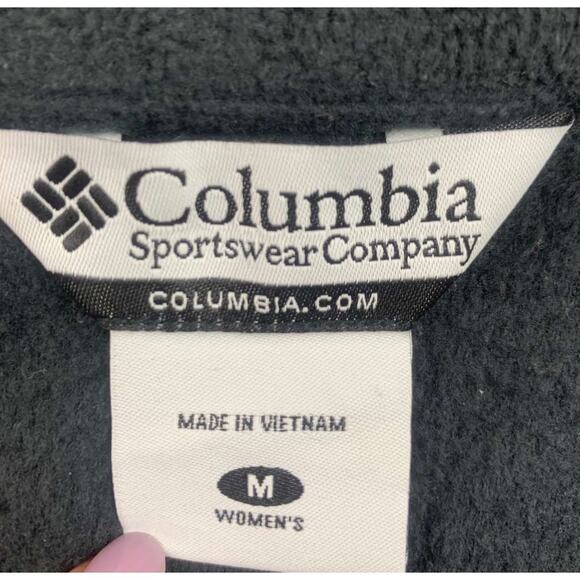 Columbia
Sportswear Company
COLUMBIA.COM
MADE IN VIETNAM
M
WOMEN'S